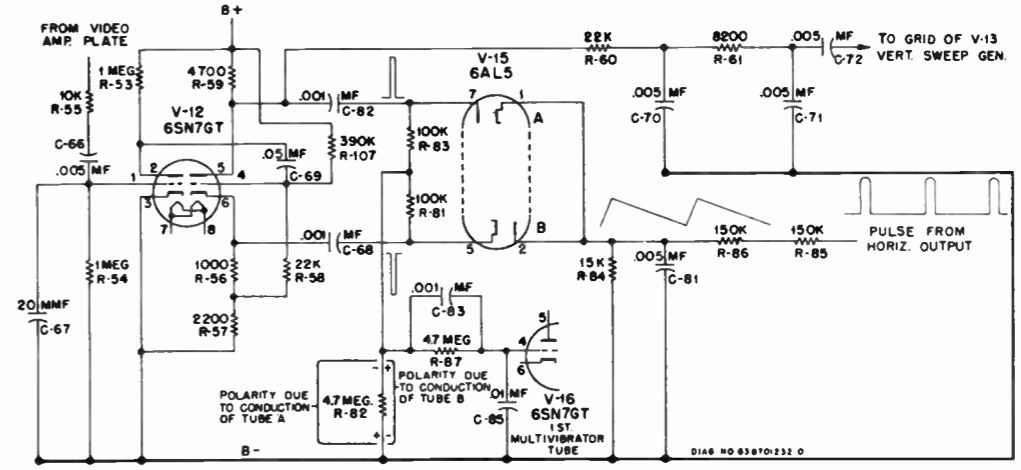 B+
FROM VIDEO
AMP. PLATE
1 MEG
R-53
4700
R-59
10K
R-55
V-12
6SN7GT
C-66
.005 MF
.001 MF
C-82
390K
R-107
.05 MF
C-69
V-15
6AL5
7
1
A
100K
R-83
100K
R-81
B
5
2
22K
R-60
8200
R-61
.005
MF
C-72
TO GRID OF V-13
VERT. SWEEP GEN.
.005 MF
C-70
.005 MF
C-71
1
2
5
4
3
6
7
8
.001 MF
C-68
1 MEG
R-54
1000
R-56
22K
R-58
2200
R-57
20 MMF
C-67
15K
R-84
.005 MF
C-81
150K
R-86
150K
R-85
PULSE FROM
HORIZ. OUTPUT
.001 MF
C-83
4.7 MEG
R-87
5
4
6
V-16
6SN7GT
1 ST.
MULTIVIBRATOR
TUBE
.01 MF
C-85
POLARITY DUE
TO CONDUCTION
OF TUBE A
- +
4.7 MEG.
R-82
+ -
POLARITY DUE
TO CONDUCTION
OF TUBE B
B-
DIAG NO 638701232 0